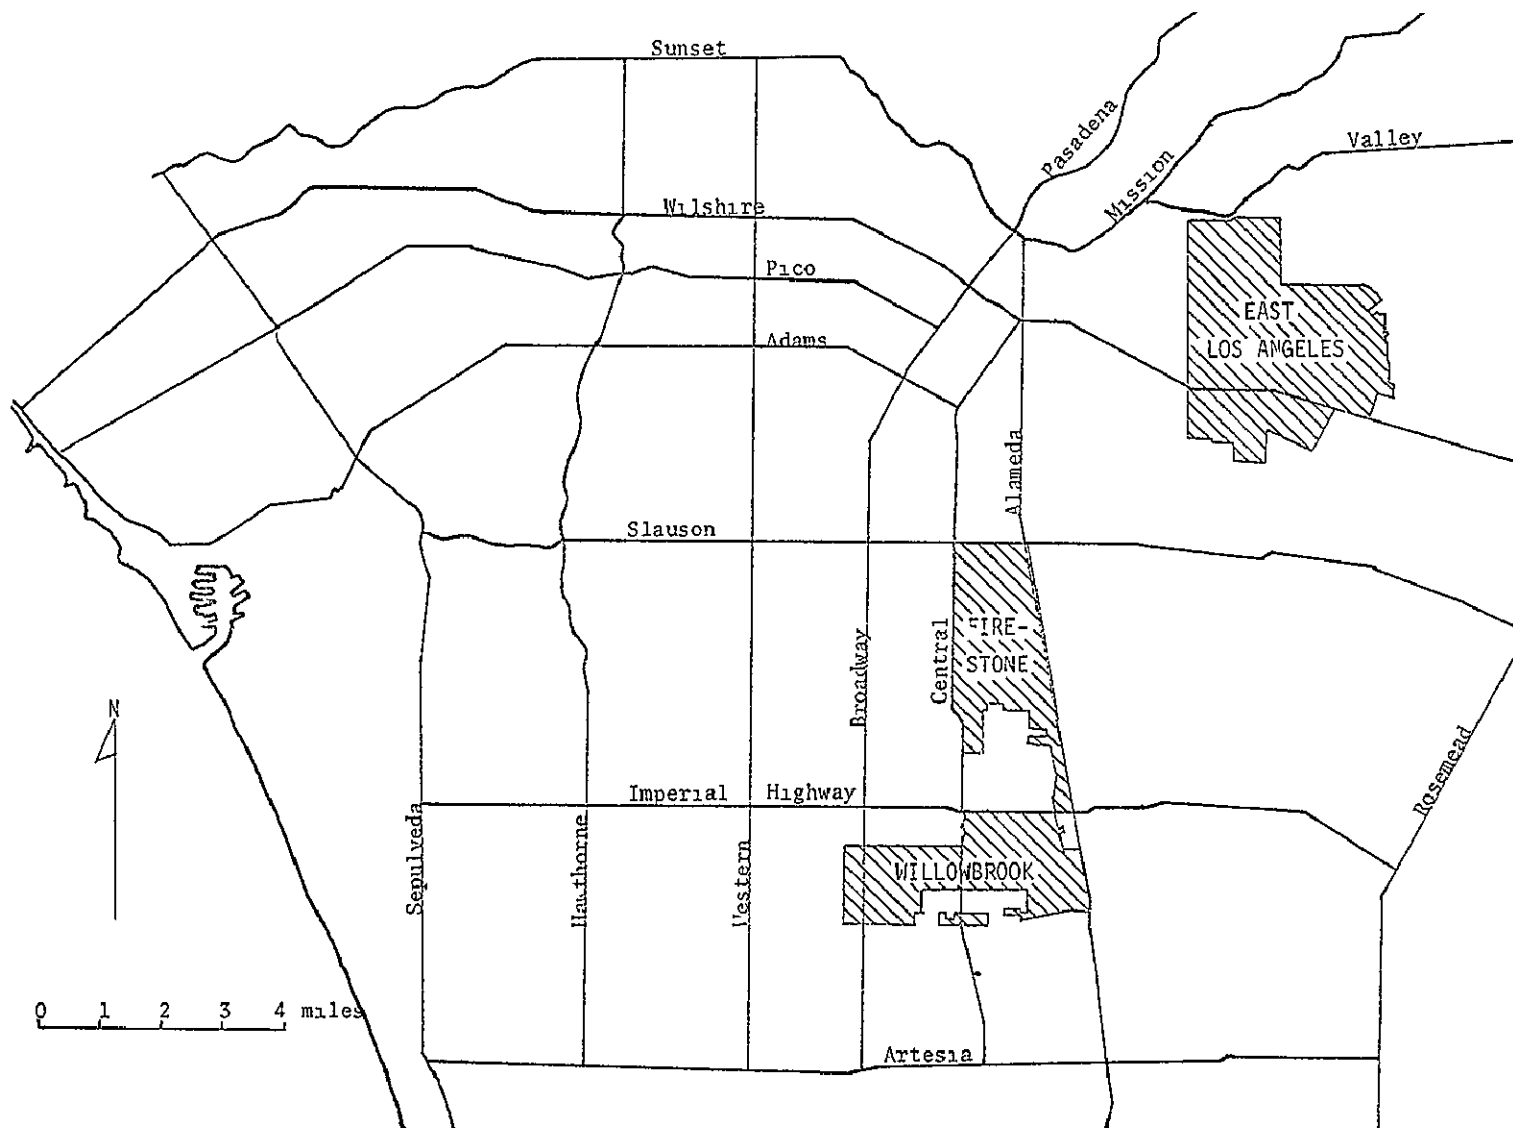 Sunset
Pasadena
Mission
Valley
Wilshire
Pico
EAST
LOS ANGELES
Adams
Alameda
Slauson
FIRE-
STONE
Broadway
Central
N
Rosemead
Imperial Highway
Sepulveda
Hawthorne
Western
WILLOWBROOK
0 1 2 3 4 miles
Artesia